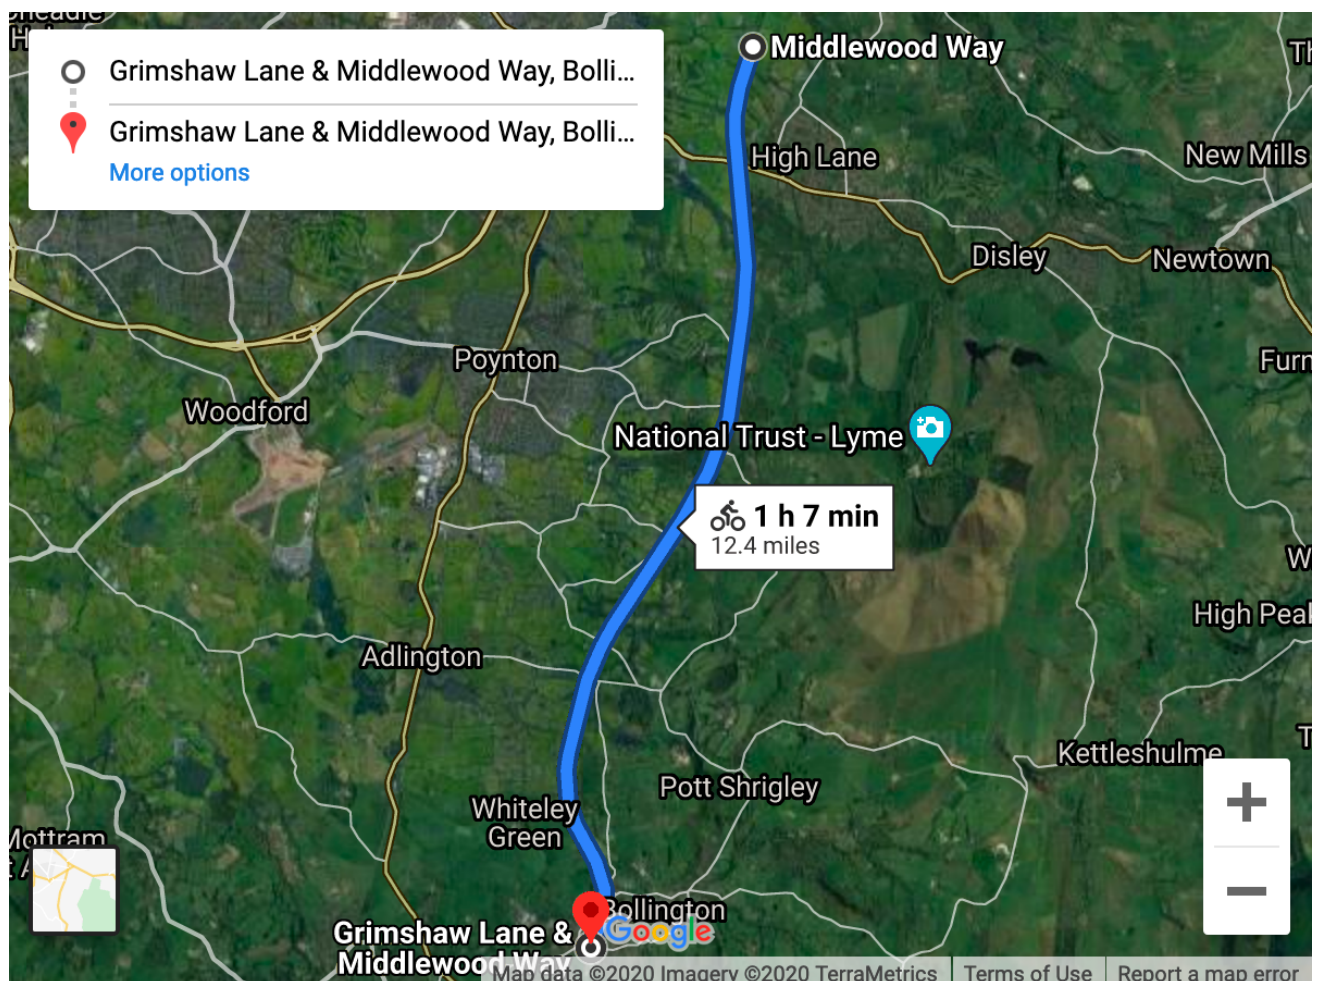 Grimshaw Lane & Middlewood Way, Bolli...
Grimshaw Lane & Middlewood Way, Bolli...
More options
Middlewood Way
High Lane
New Mills
Disley
Newtown
Poynton
Woodford
National Trust - Lyme
1 h 7 min
12.4 miles
High Peak
Adlington
Kettleshulme
Pott Shrigley
Whiteley
Green
Mottram
Bollington
Grimshaw Lane &
Middlewood Way
Google
Map data ©2020 Imagery ©2020 TerraMetrics
Terms of Use
Report a map error